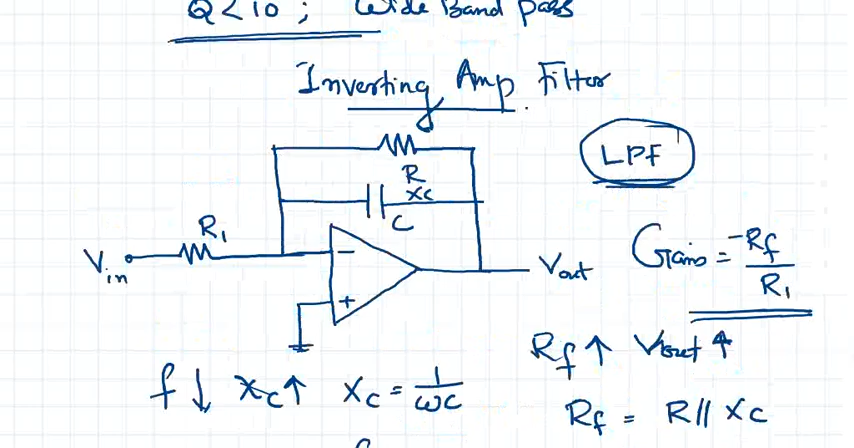 Q < 10 ; Wide Band pass
Inverting Amp Filter
LPF
R
XC
C
R1
Vin
−
+
Vout
Gain = -Rf / R1
Rf ↑ Vout ↑
f ↓ Xc ↑ Xc = 1 / ωC
Rf = R || Xc